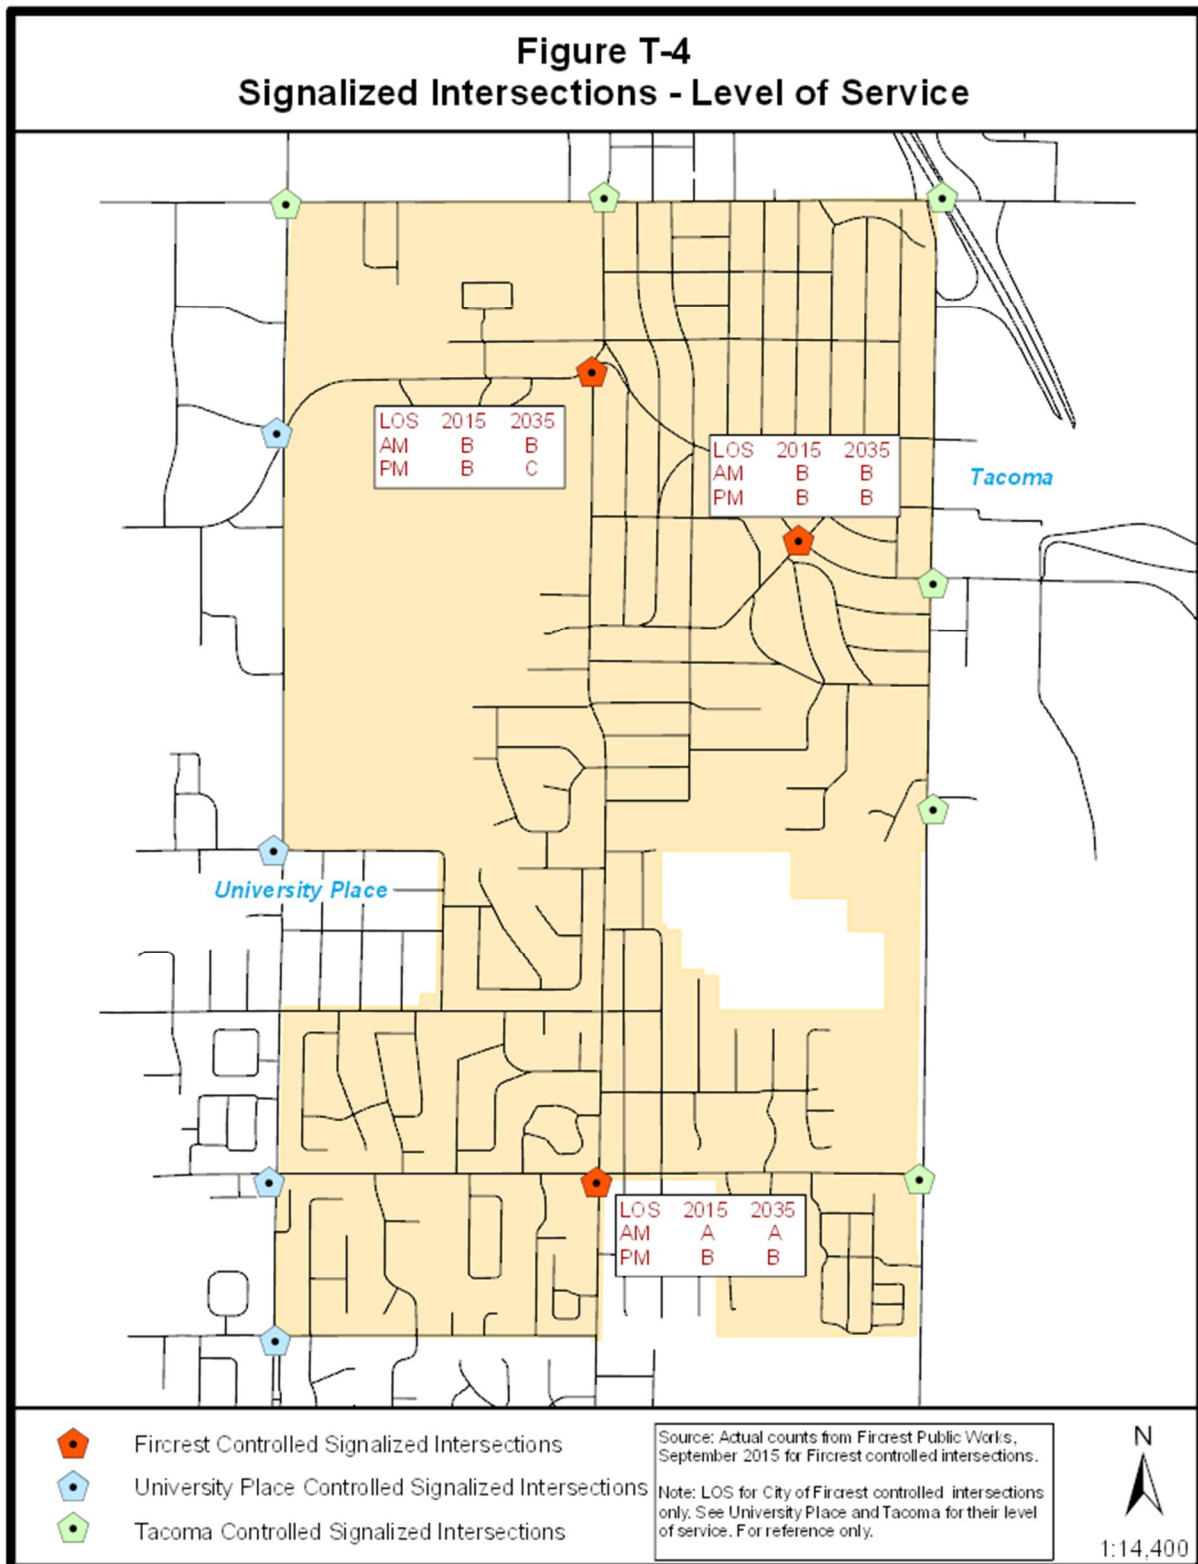 Figure T-4
Signalized Intersections - Level of Service
LOS 2015 2035
AM B B
PM B C
LOS 2015 2035
AM B B
PM B B
Tacoma
University Place
LOS 2015 2035
AM A A
PM B B
Fircrest Controlled Signalized Intersections
University Place Controlled Signalized Intersections
Tacoma Controlled Signalized Intersections
Source: Actual counts from Fircrest Public Works,
September 2015 for Fircrest controlled intersections.
Note: LOS for City of Fircrest controlled intersections
only. See University Place and Tacoma for their level
of service. For reference only.
N
1:14,400